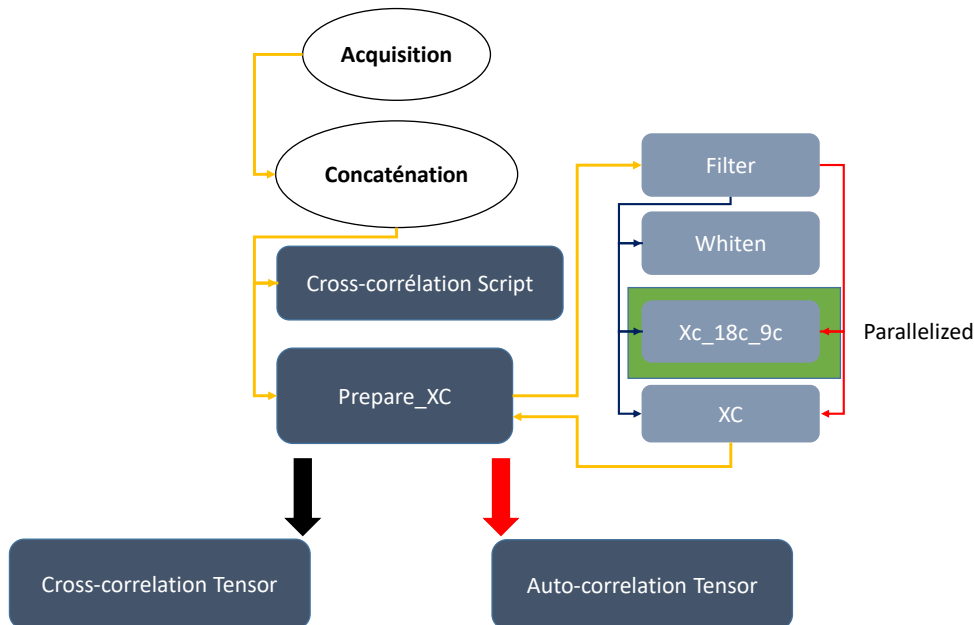 Acquisition
Concaténation
Cross-corrélation Script
Prepare_XC
Filter
Whiten
Xc_18c_9c
Parallelized
XC
Cross-correlation Tensor
Auto-correlation Tensor